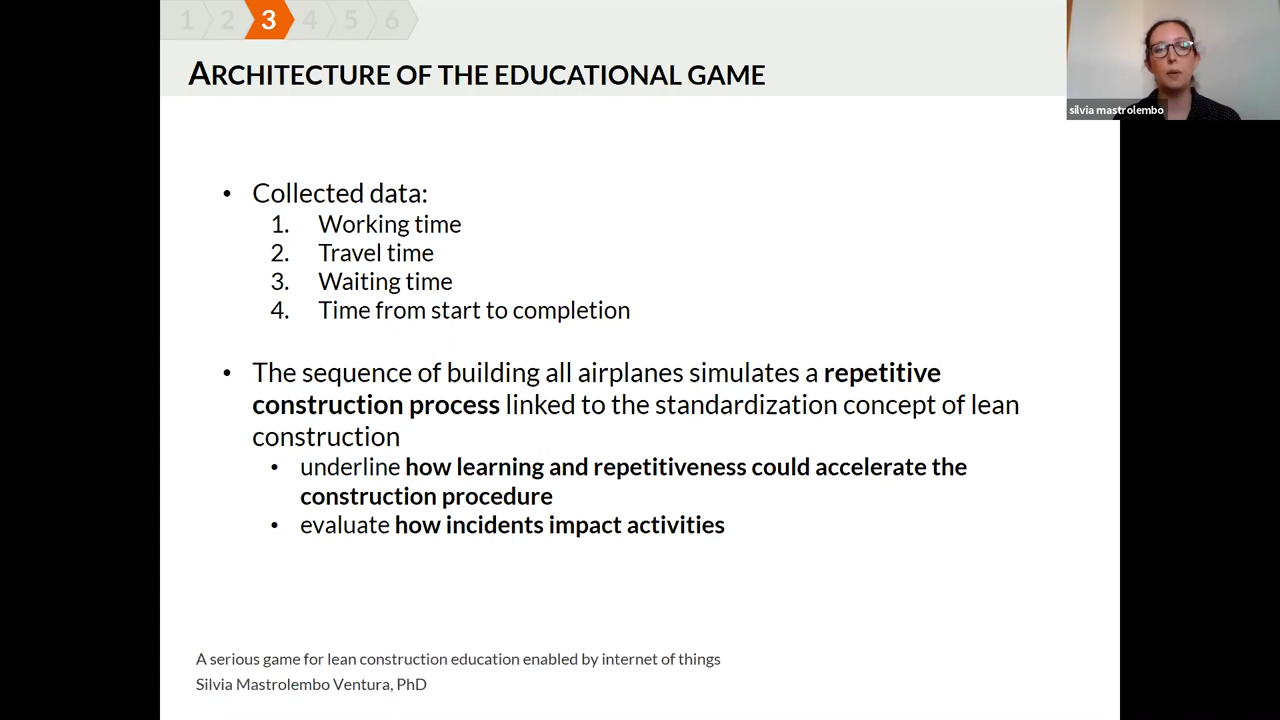 1 2 3 4 5 6
ARCHITECTURE OF THE EDUCATIONAL GAME
silvia mastrolembo
• Collected data:
1. Working time
2. Travel time
3. Waiting time
4. Time from start to completion
• The sequence of building all airplanes simulates a repetitive
construction process linked to the standardization concept of lean
construction
• underline how learning and repetitiveness could accelerate the
construction procedure
• evaluate how incidents impact activities
A serious game for lean construction education enabled by internet of things
Silvia Mastrolembo Ventura, PhD